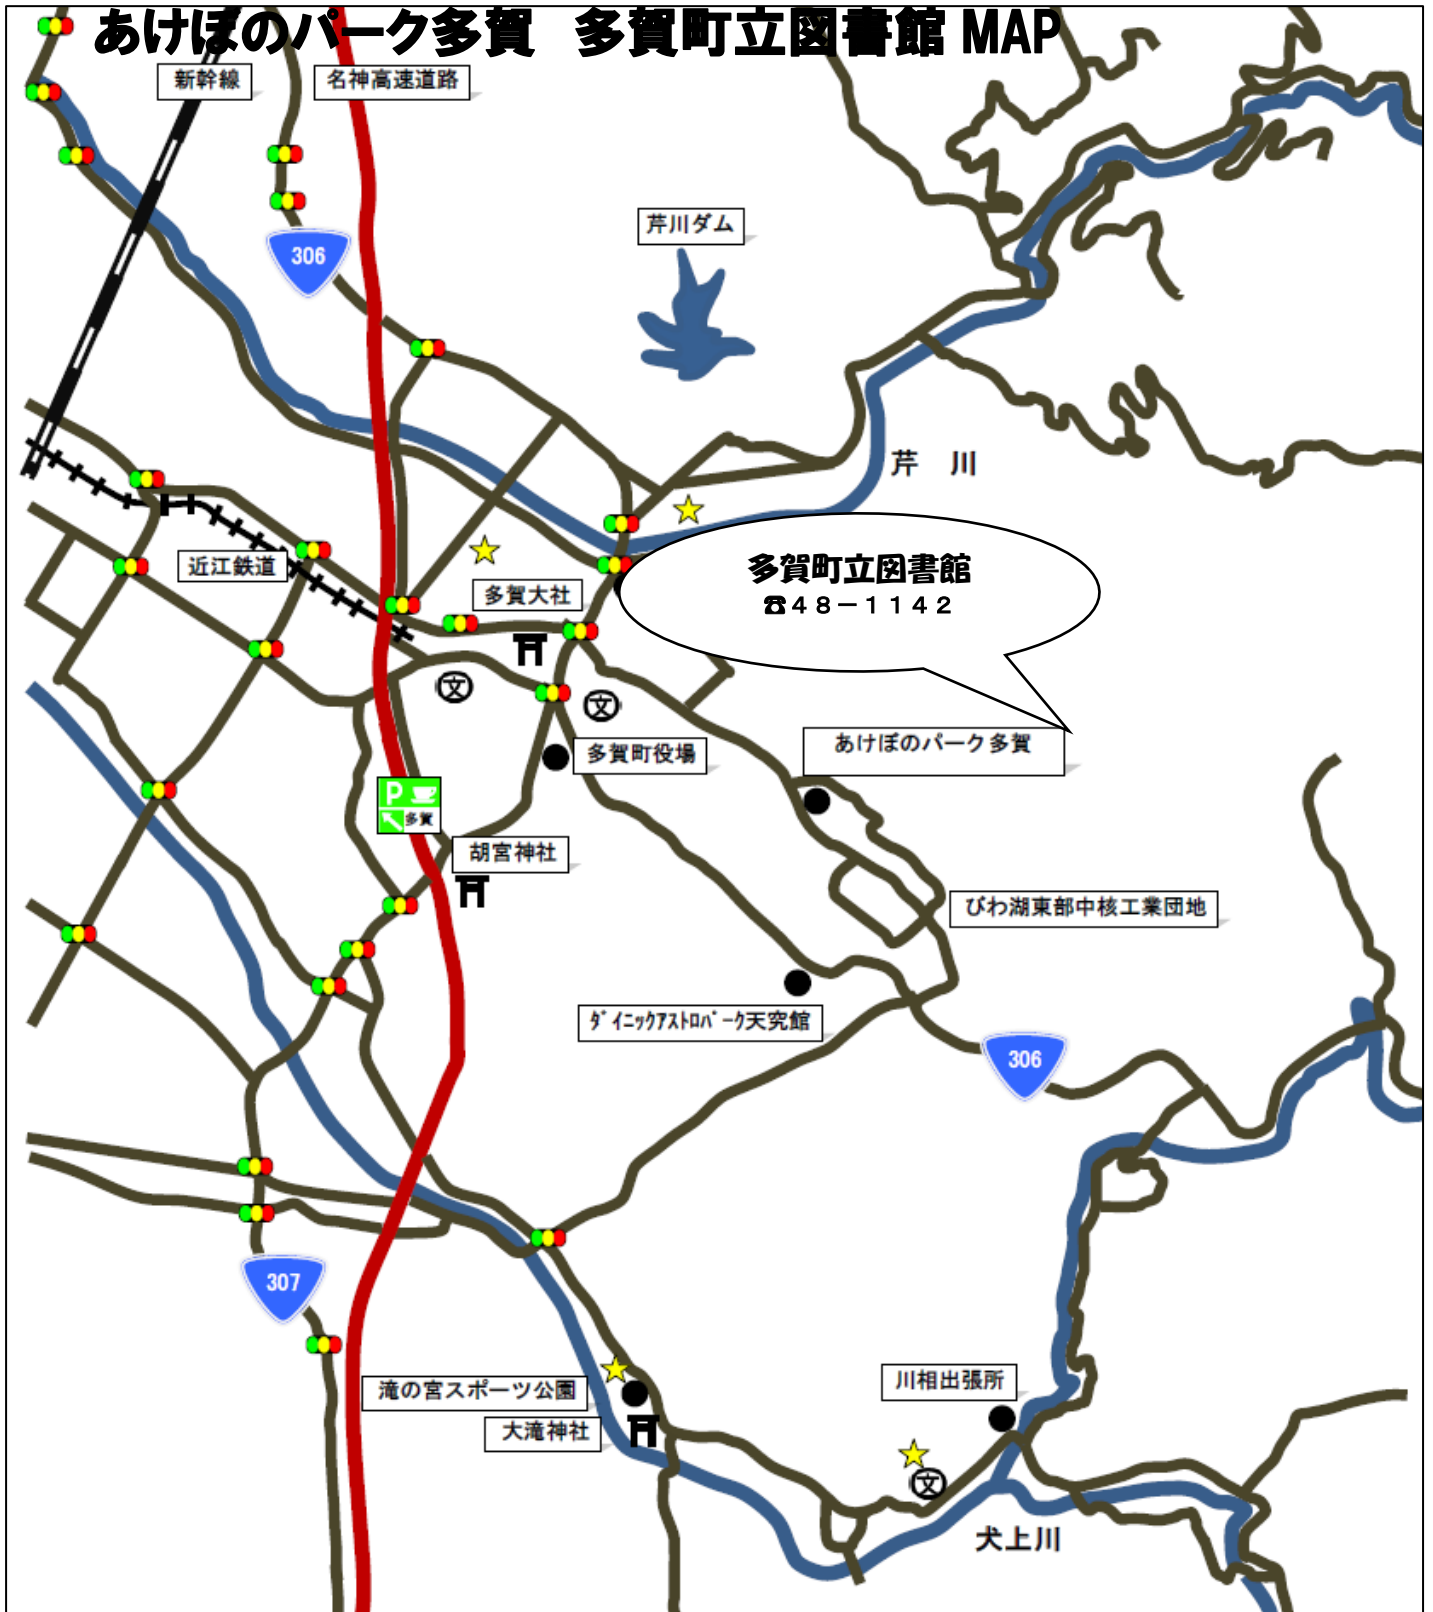 あけぼのパーク多賀　多賀町立図書館 MAP
新幹線
名神高速道路
芹川ダム
306
芹　川
近江鉄道
多賀大社
多賀町立図書館
☎４８－１１４２
文
文
多賀町役場
あけぼのパーク多賀
P
多賀
胡宮神社
びわ湖東部中核工業団地
ﾀﾞｲﾆｯｸｱｽﾄﾛﾊﾟｰｸ天究館
306
307
滝の宮スポーツ公園
川相出張所
大滝神社
文
犬上川